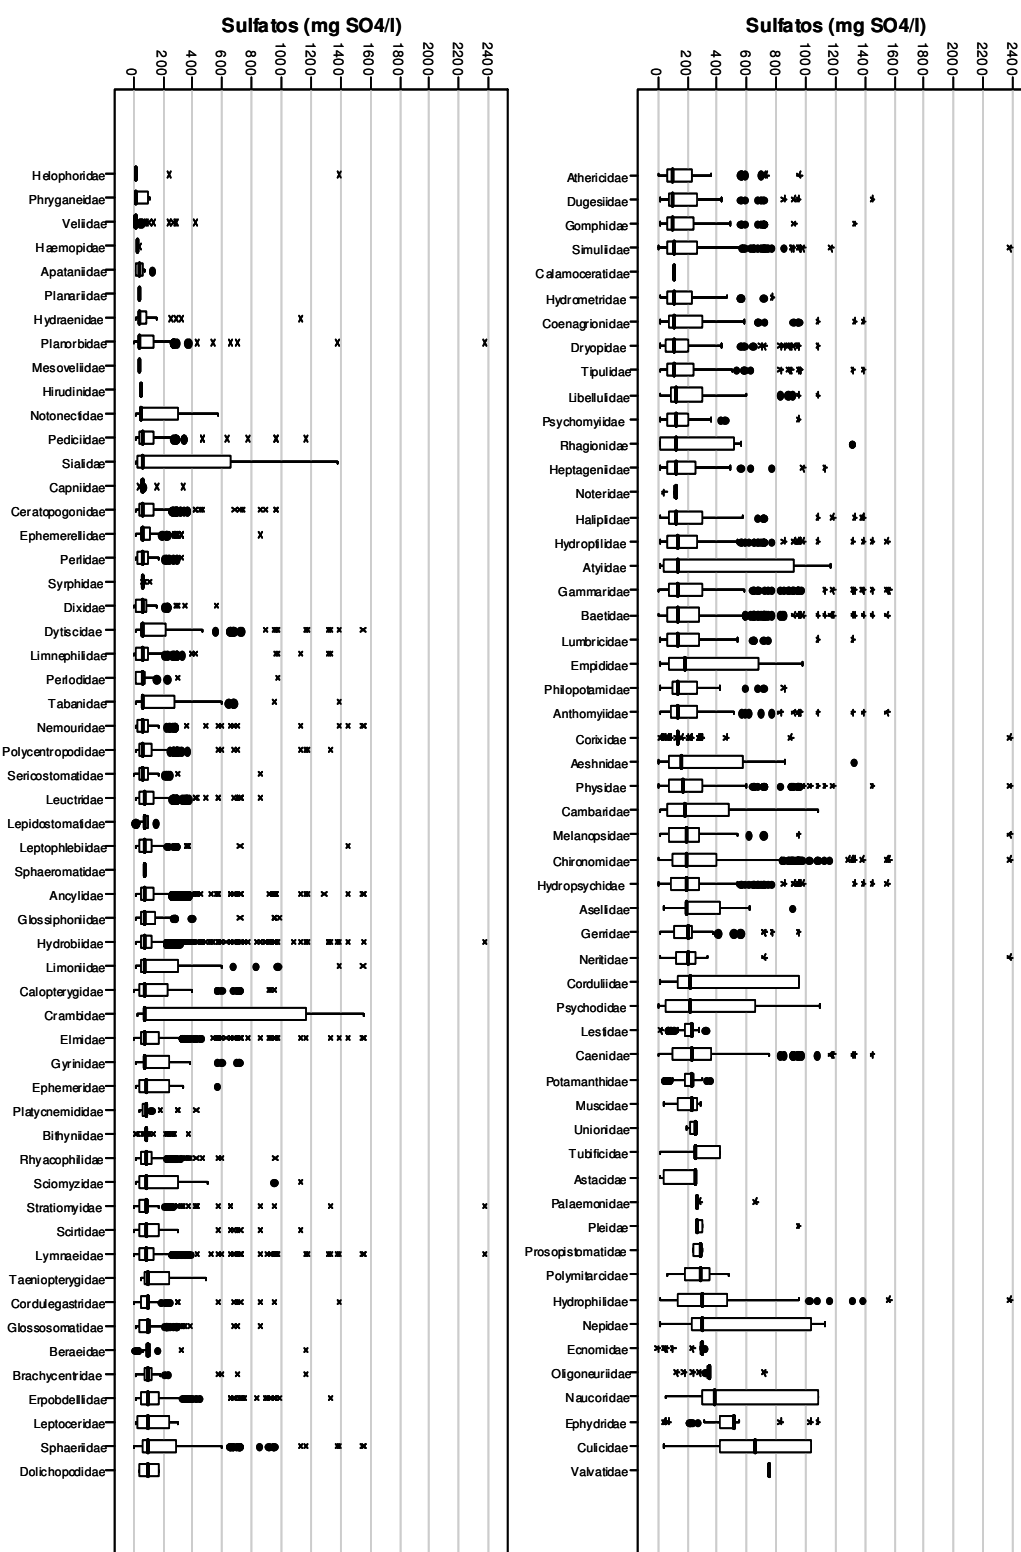 Sulfatos (mg SO4/l)
0 200 400 600 800 1000 1200 1400 1600 1800 2000 2200 2400
Helophoridae
Phryganeidae
Veliidae
Haemopidae
Apataniidae
Planariidae
Hydraenidae
Planorbidae
Mesoveliidae
Hirudinidae
Notonectidae
Pediciidae
Sialidae
Capniidae
Ceratopogonidae
Ephemerellidae
Perlidae
Syrphidae
Dixidae
Dytiscidae
Limnephilidae
Perlodidae
Tabanidae
Nemouridae
Polycentropodidae
Sericostomatidae
Leuctridae
Lepidostomatidae
Leptophlebiidae
Sphaeromatidae
Ancylidae
Glossiphoniidae
Hydrobiidae
Limoniidae
Calopterygidae
Crambidae
Elmidae
Gyrinidae
Ephemeridae
Platycnemididae
Bithyniidae
Rhyacophilidae
Sciomyzidae
Stratiomyidae
Scirtidae
Lymnaeidae
Taeniopterygidae
Cordulegastridae
Glossosomatidae
Beraeidae
Brachycentridae
Erpobdellidae
Leptoceridae
Sphaeriidae
Dolichopodidae
Sulfatos (mg SO4/l)
0 200 400 600 800 1000 1200 1400 1600 1800 2000 2200 2400
Athericidae
Dugesiidae
Gomphidae
Simuliidae
Calamoceratidae
Hydrometridae
Coenagrionidae
Dryopidae
Tipulidae
Libellulidae
Psychomyiidae
Rhagionidae
Heptageniidae
Noteridae
Haliplidae
Hydroptilidae
Atyiidae
Gammaridae
Baetidae
Lumbricidae
Empididae
Philopotamidae
Anthomyiidae
Corixidae
Aeshnidae
Physidae
Cambaridae
Melanopsidae
Chironomidae
Hydropsychidae
Asellidae
Gerridae
Neritidae
Corduliidae
Psychodidae
Lestidae
Caenidae
Potamanthidae
Muscidae
Unionidae
Tubificidae
Astacidae
Palaemonidae
Pleidae
Prosopistomatidae
Polymitarcidae
Hydrophilidae
Nepidae
Ecnomidae
Oligoneuriidae
Naucoridae
Ephydridae
Culicidae
Valvatidae